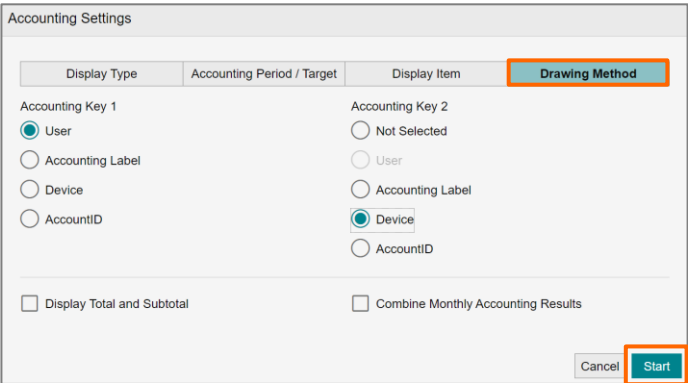 Accounting Settings
Display Type Accounting Period / Target Display Item Drawing Method
Accounting Key 1 Accounting Key 2
User Not Selected
Accounting Label User
Device Accounting Label
AccountID Device
AccountID
Display Total and Subtotal Combine Monthly Accounting Results
Cancel Start